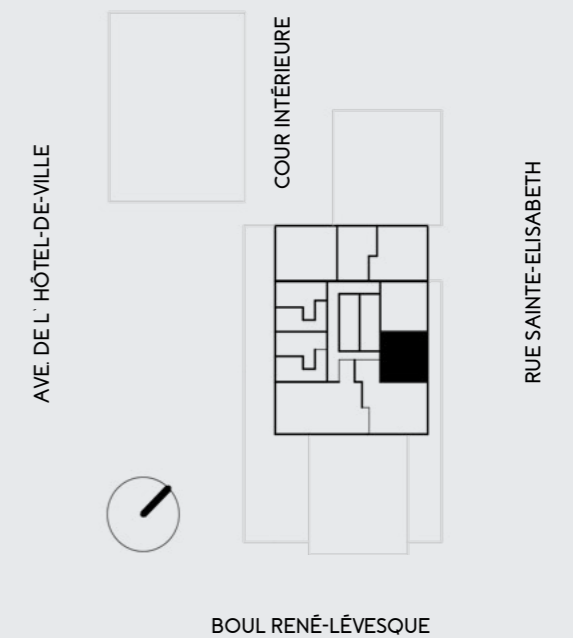 COUR INTÉRIEURE
AVE. DE L` HÔTEL-DE-VILLE
RUE SAINTE-ELISABETH
BOUL RENÉ-LÉVESQUE